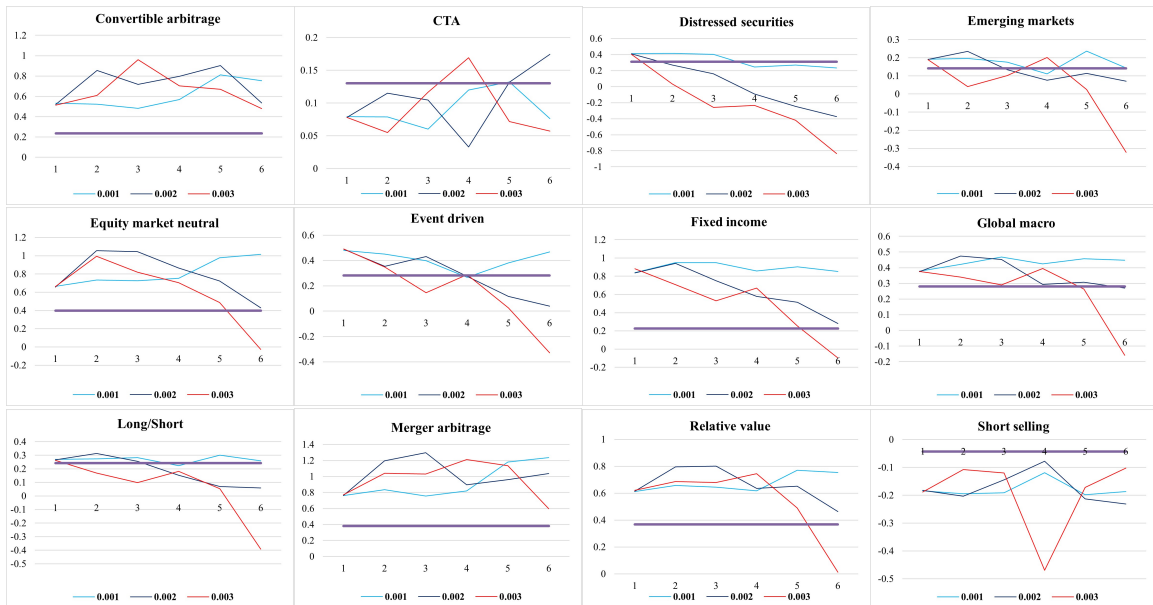 Convertible arbitrage
1.2
1
0.8
0.6
0.4
0.2
0
1 2 3 4 5 6
0.001 0.002 0.003
CTA
0.2
0.15
0.1
0.05
0
1 2 3 4 5 6
0.001 0.002 0.003
Distressed securities
0.6
0.4
0.2
0
-0.2
-0.4
-0.6
-0.8
-1
1 2 3 4 5 6
0.001 0.002 0.003
Emerging markets
0.3
0.2
0.1
0
-0.1
-0.2
-0.3
-0.4
1 2 3 4 5 6
0.001 0.002 0.003
Equity market neutral
1.2
1
0.8
0.6
0.4
0.2
0
-0.2
1 2 3 4 5 6
0.001 0.002 0.003
Event driven
0.6
0.4
0.2
0
-0.2
-0.4
1 2 3 4 5 6
0.001 0.002 0.003
Fixed income
1.2
1
0.8
0.6
0.4
0.2
0
-0.2
1 2 3 4 5 6
0.001 0.002 0.003
Global macro
0.6
0.5
0.4
0.3
0.2
0.1
0
-0.1
-0.2
1 2 3 4 5 6
0.001 0.002 0.003
Long/Short
0.4
0.3
0.2
0.1
0
-0.1
-0.2
-0.3
-0.4
-0.5
1 2 3 4 5 6
0.001 0.002 0.003
Merger arbitrage
1.4
1.2
1
0.8
0.6
0.4
0.2
0
1 2 3 4 5 6
0.001 0.002 0.003
Relative value
1
0.8
0.6
0.4
0.2
0
1 2 3 4 5 6
0.001 0.002 0.003
Short selling
0
-0.1
-0.2
-0.3
-0.4
-0.5
1 2 3 4 5 6
0.001 0.002 0.003